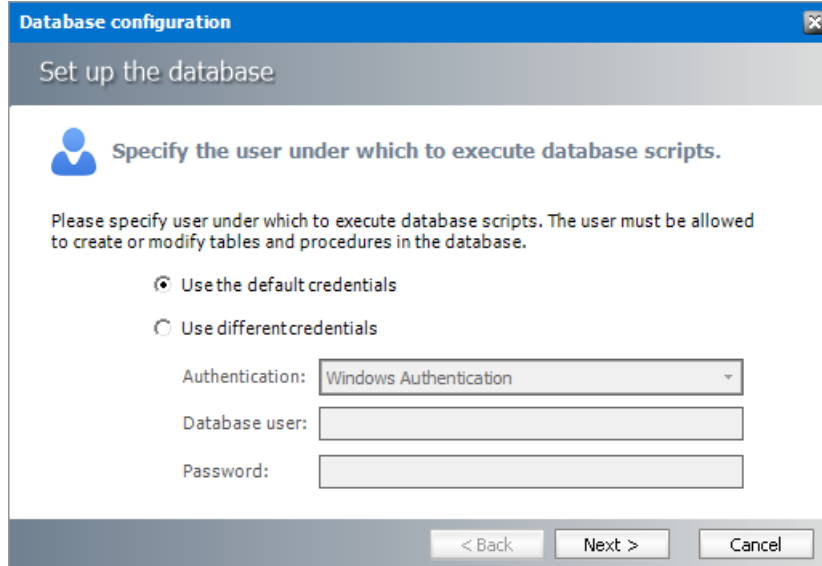 Database configuration
Set up the database
Specify the user under which to execute database scripts.
Please specify user under which to execute database scripts. The user must be allowed
to create or modify tables and procedures in the database.
Use the default credentials
Use different credentials
Authentication: Windows Authentication
Database user:
Password:
< Back Next > Cancel